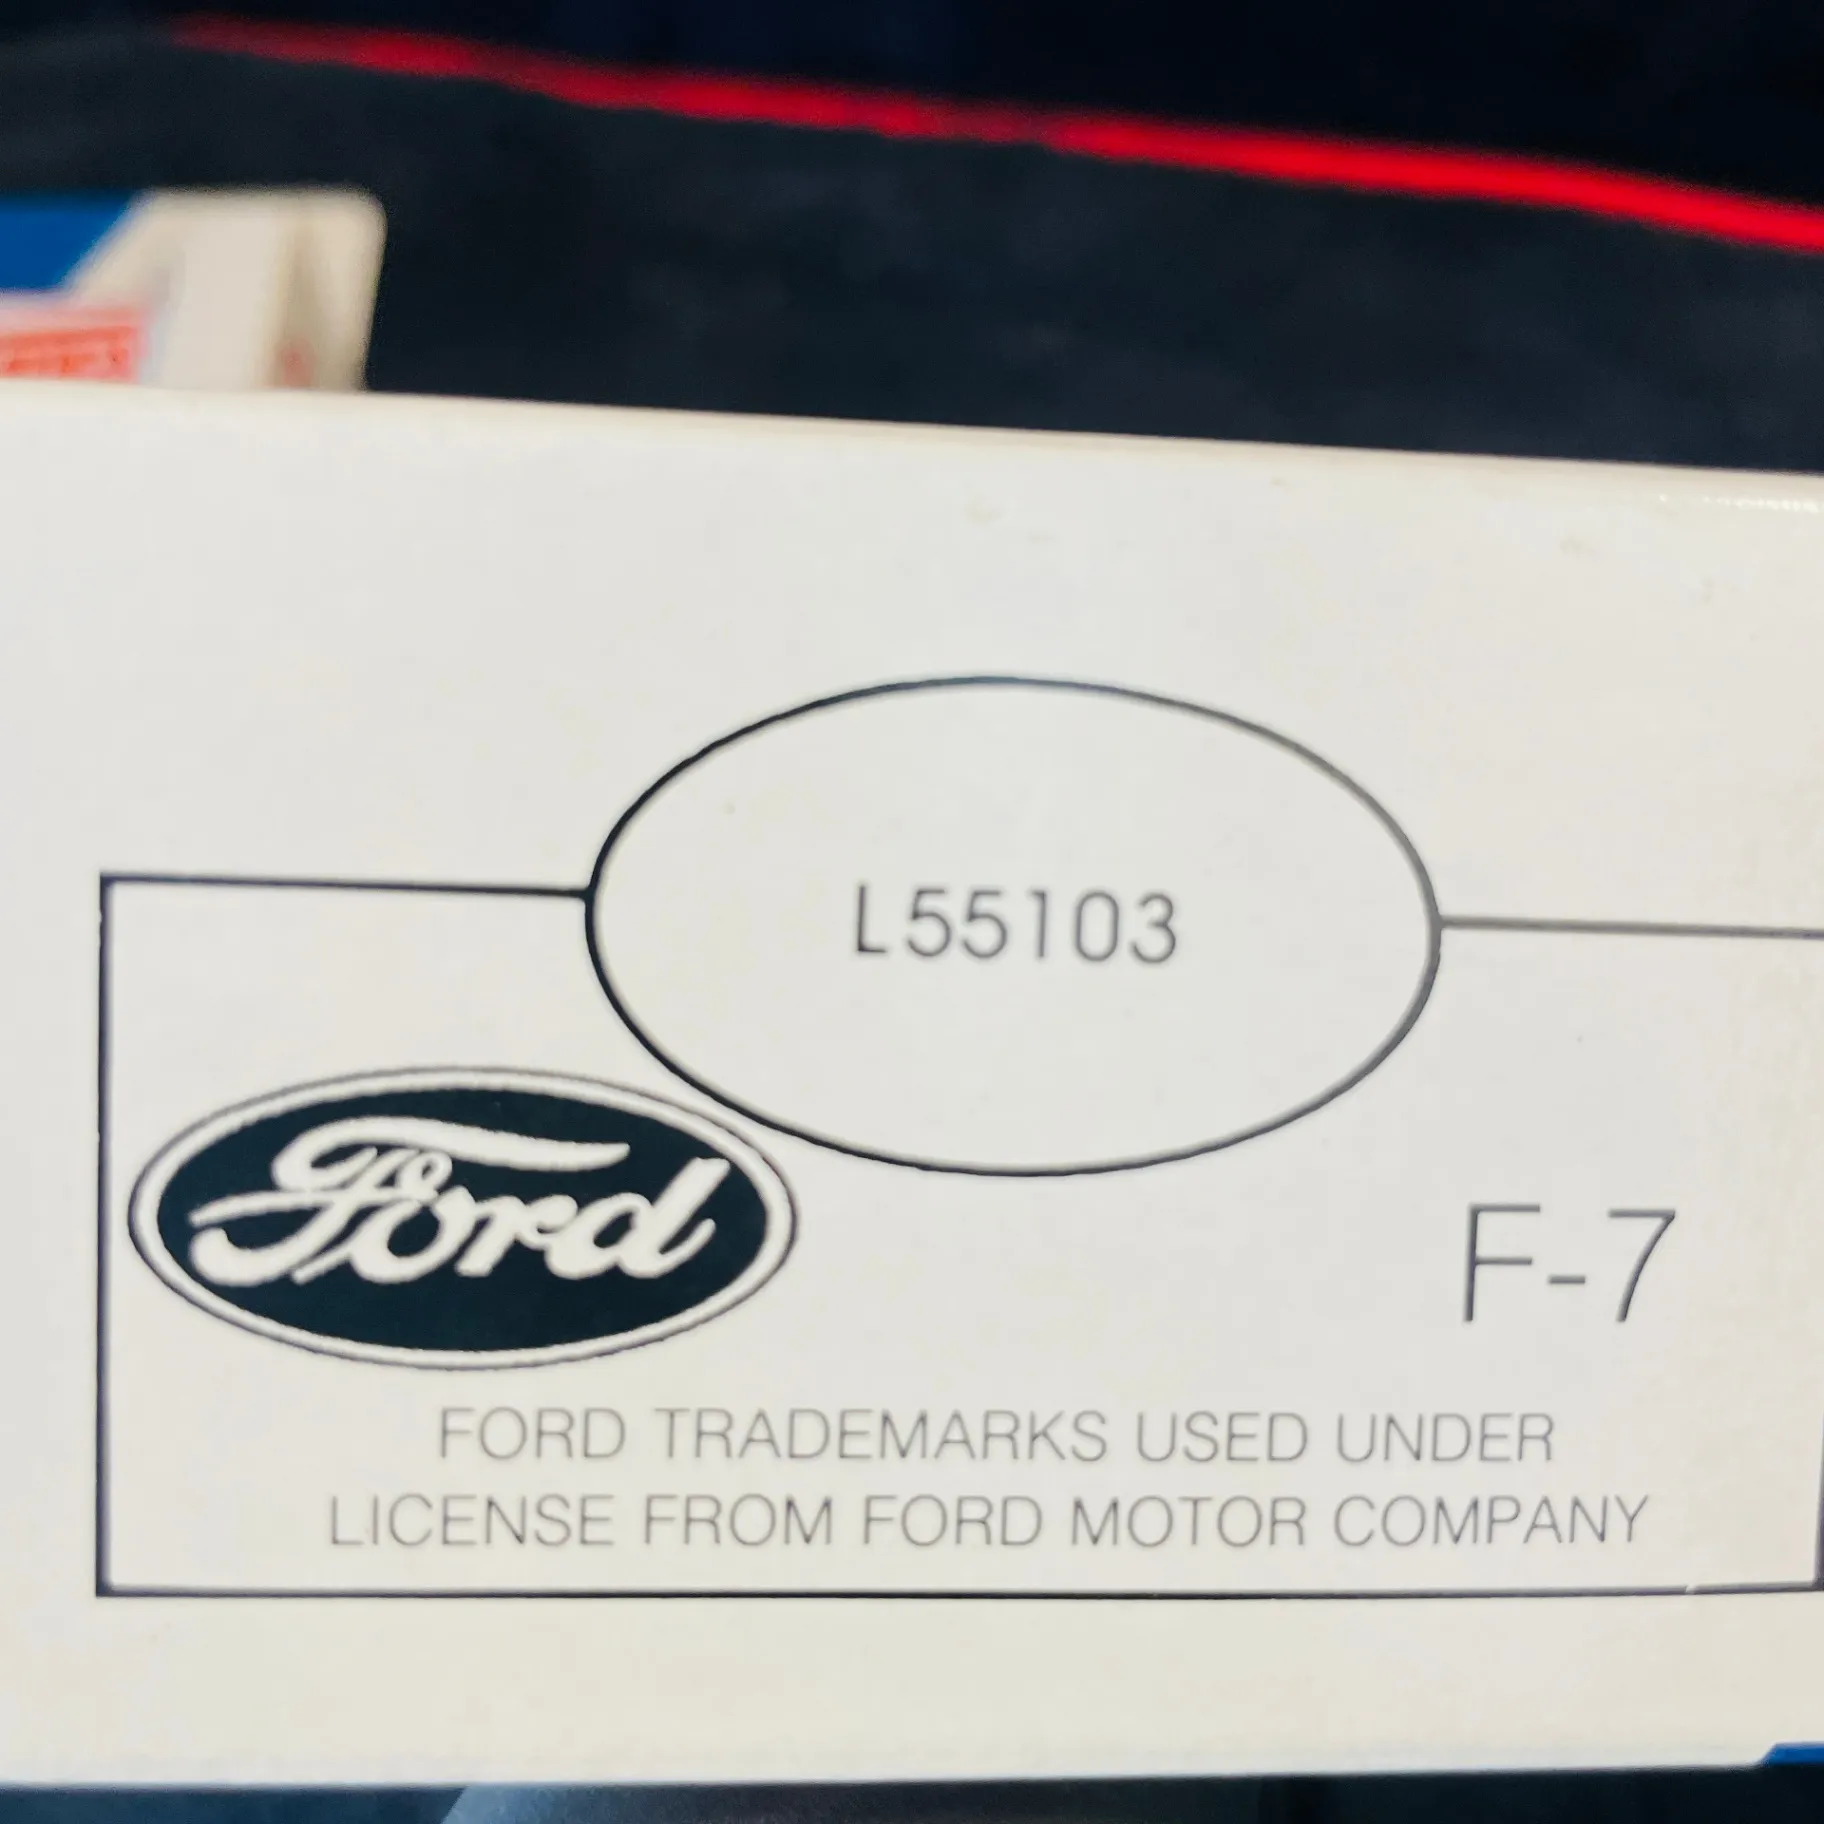 L55103
Ford
F-7
FORD TRADEMARKS USED UNDER
LICENSE FROM FORD MOTOR COMPANY